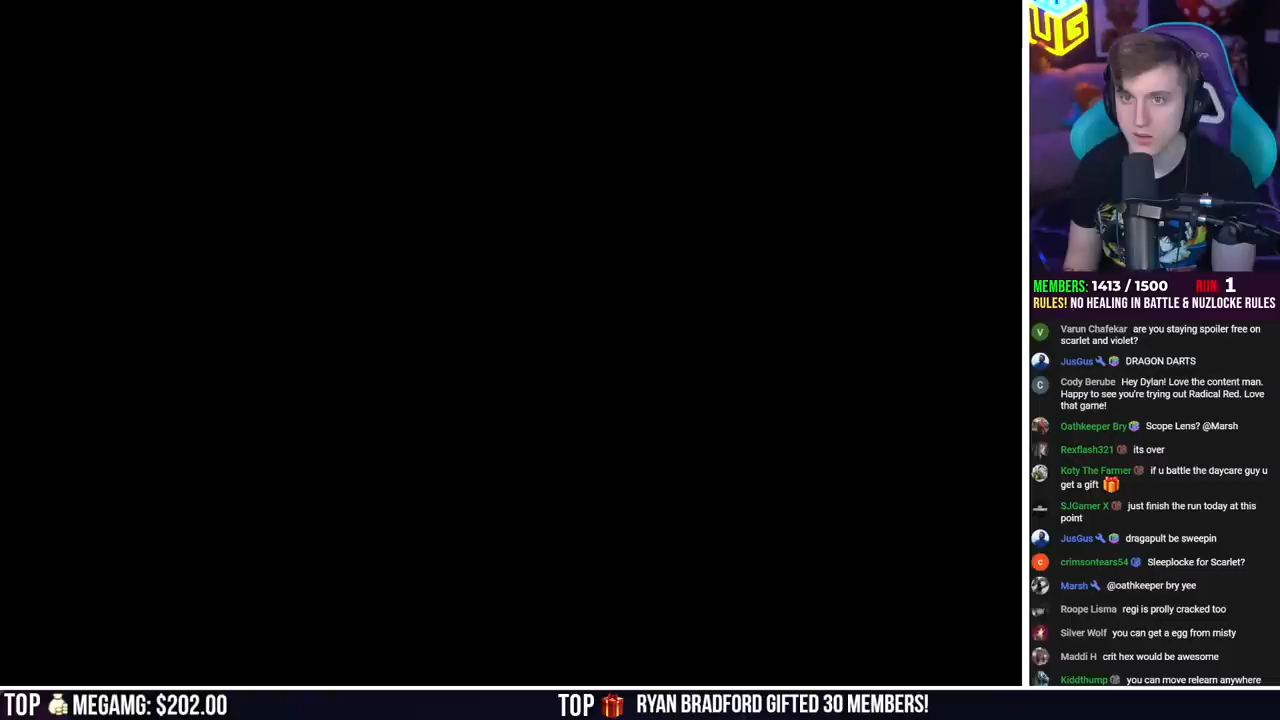 UG
MEMBERS: 1413 / 1500 RUN: 1
RULES! NO HEALING IN BATTLE & NUZLOCKE RULES
V Varun Chafekar are you staying spoiler free on
scarlet and violet?
JusGus DRAGON DARTS
C Cody Berube Hey Dylan! Love the content man.
Happy to see you're trying out Radical Red. Love
that game!
Oathkeeper Bry Scope Lens? @Marsh
Rexflash321 its over
Koty The Farmer if u battle the daycare guy u
get a gift
SJGamer X just finish the run today at this
point
JusGus dragapult be sweepin
c crimsontears54 Sleeplocke for Scarlet?
Marsh @oathkeeper bry yee
Roope Lisma regi is prolly cracked too
Silver Wolf you can get a egg from misty
Maddi H crit hex would be awesome
Kiddthump you can move relearn anywhere
TOP MEGAMG: $202.00
TOP RYAN BRADFORD GIFTED 30 MEMBERS!